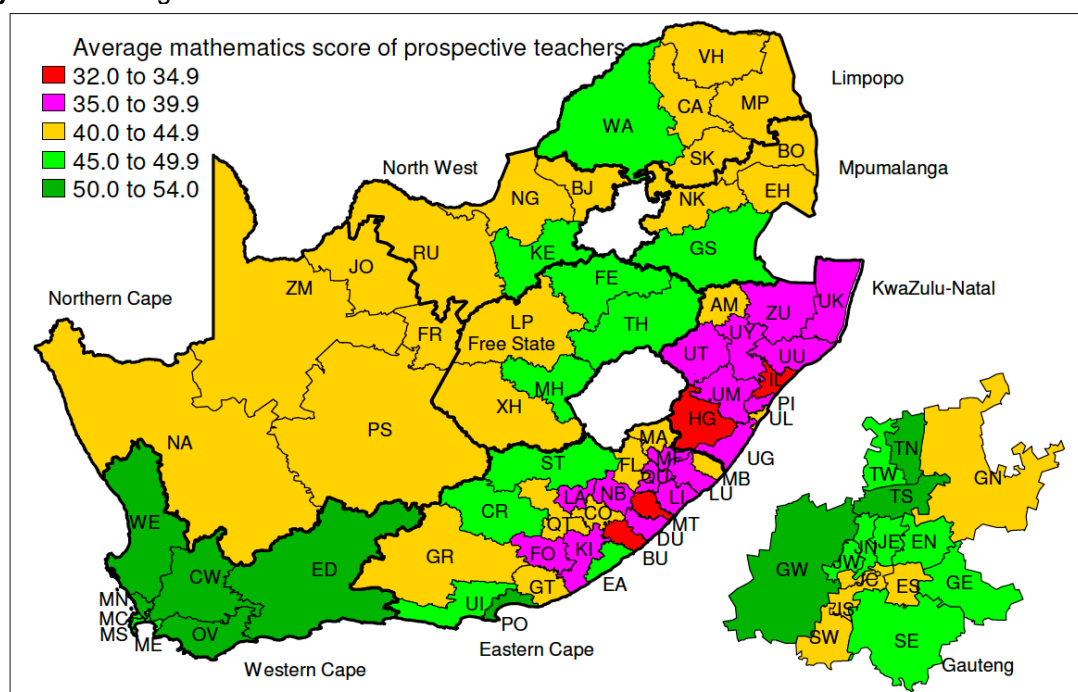 Average mathematics score of prospective teachers
32.0 to 34.9
35.0 to 39.9
40.0 to 44.9
45.0 to 49.9
50.0 to 54.0
VH
Limpopo
CA
MP
WA
SK
BO
North West
Mpumalanga
BJ
NG
NK
EH
KE
GS
RU
JO
FE
ZM
Northern Cape
KwaZulu-Natal
AM
ZU
UK
LP
TH
FR
UY
Free State
UT
UU
MH
IL
UM
XH
PI
HG
UL
PS
NA
MA
UG
ST
FL
MF
MB
QU
LU
LA
NB
LI
CR
CO
QT
MT
WE
DU
FO
KI
BU
GR
ED
EA
CW
GT
UI
MN
PO
MC
MS
ME
OV
Eastern Cape
Western Cape
TN
TW
GN
TS
JN
JE
EN
JW
GW
JC
ES
GE
JS
SW
SE
Gauteng